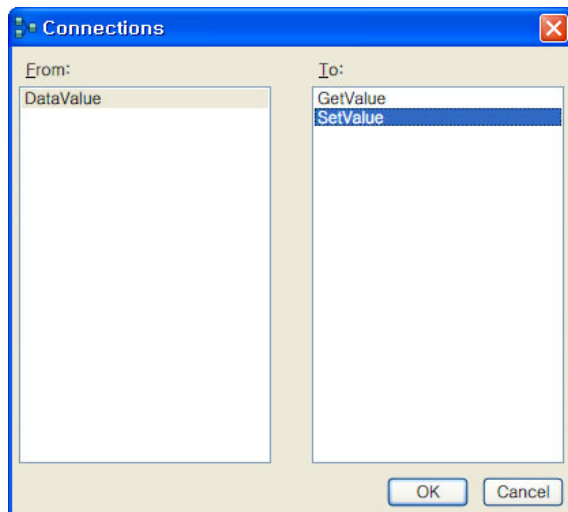 Connections
From:
To:
DataValue
GetValue
SetValue
OK
Cancel